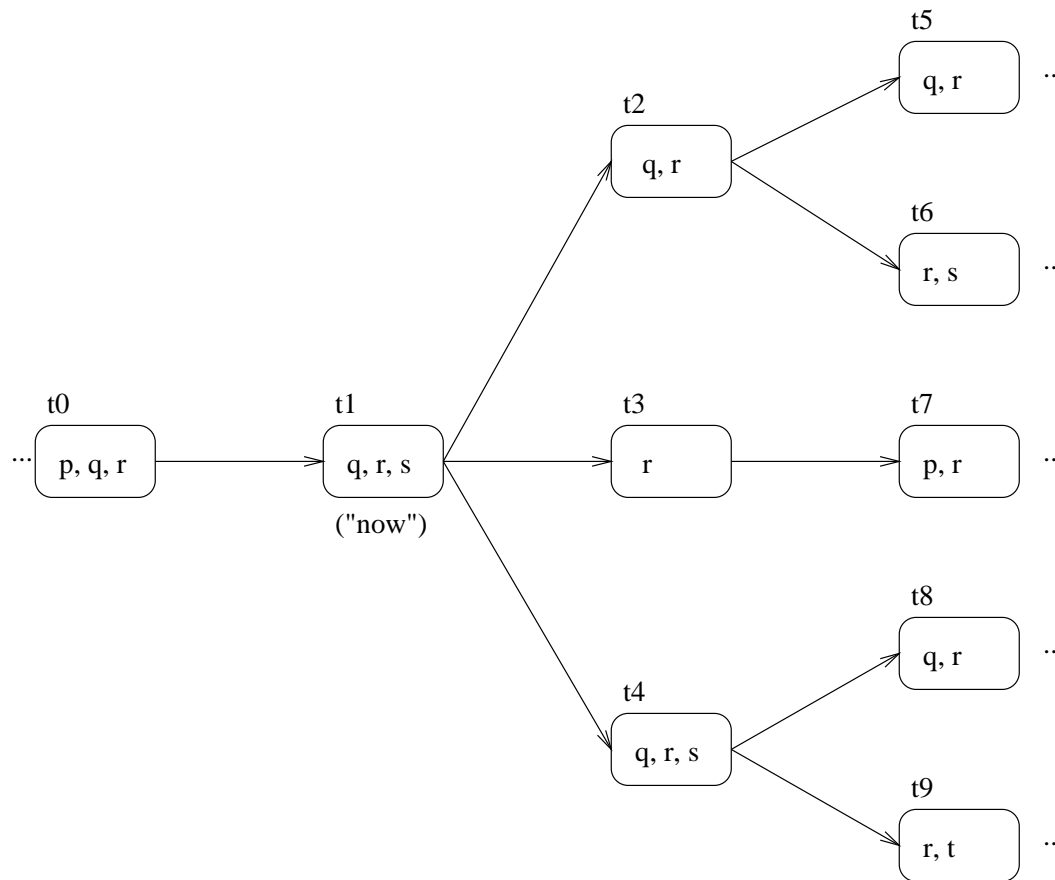 t5
q, r
..
t2
q, r
t6
r, s
..
t0
t1
t3
t7
...
p, q, r
q, r, s
r
p, r
..
("now")
t8
q, r
..
t4
q, r, s
t9
r, t
..